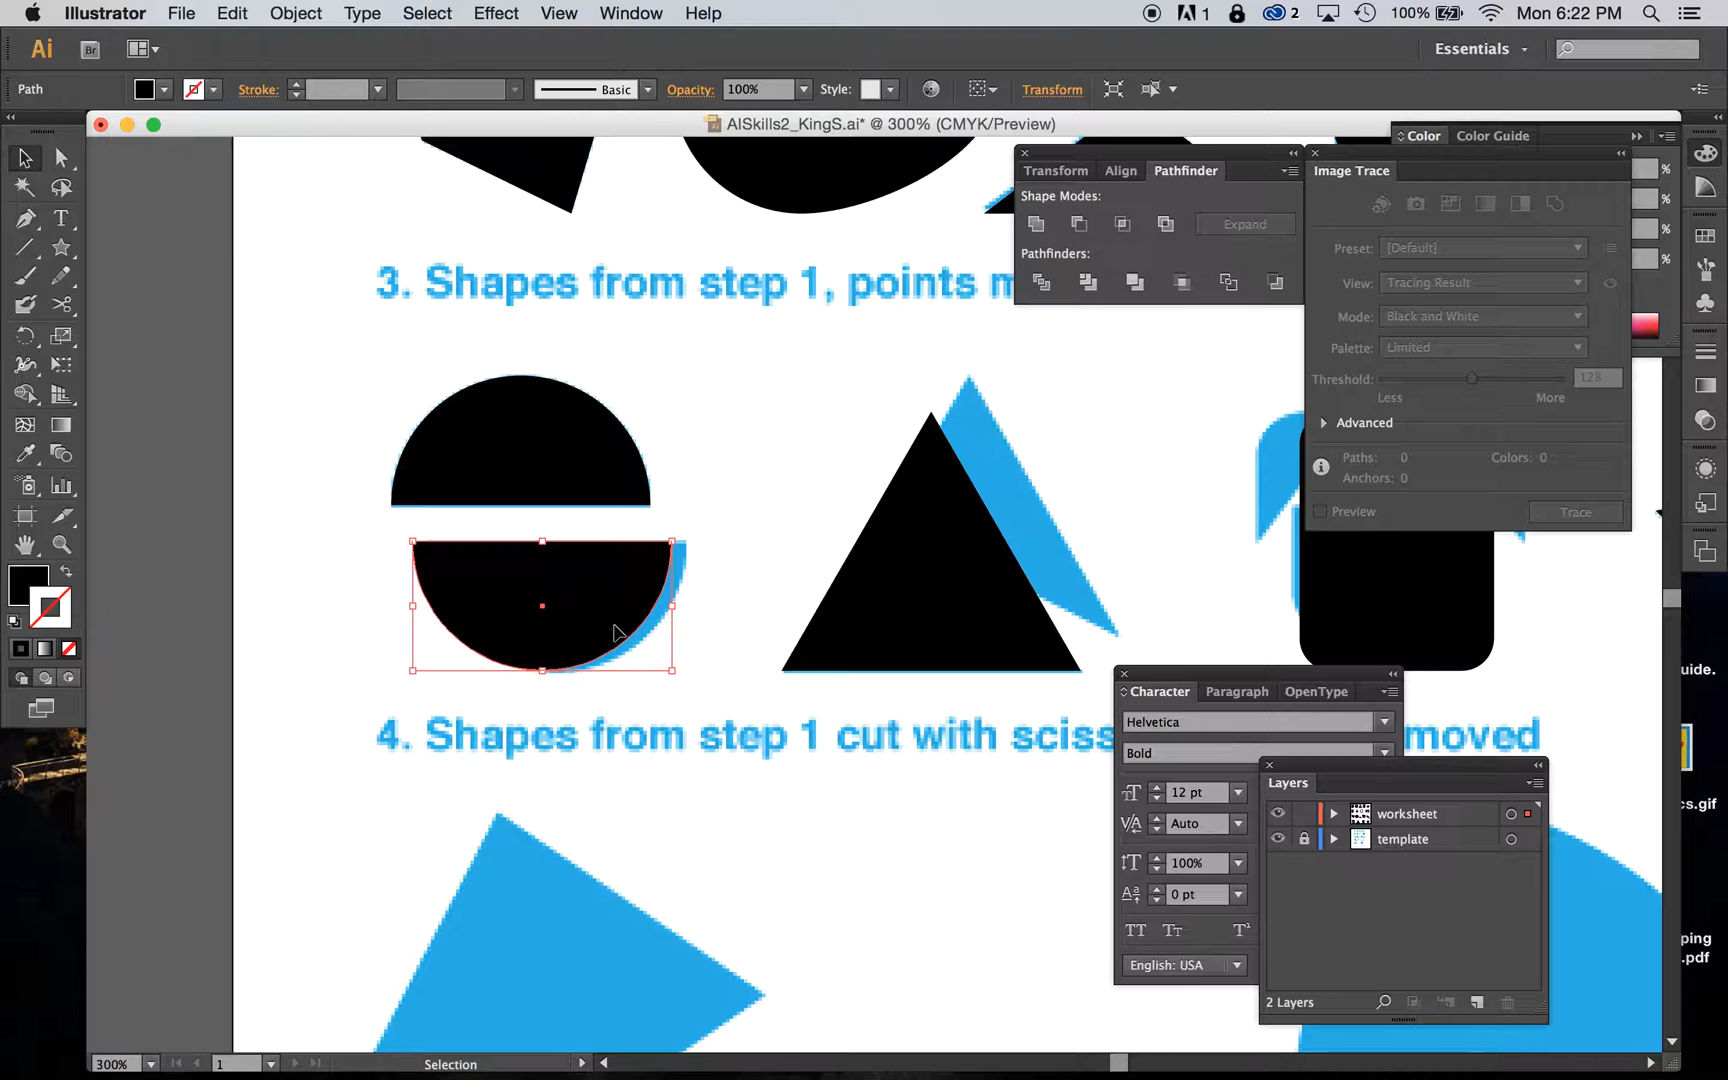 Illustrator File Edit Object Type Select Effect View Window Help
1 2 100% Mon 6:22 PM
Ai Br Essentials
Path Stroke: Basic Opacity: 100% Style: Transform
AISkills2_KingS.ai* @ 300% (CMYK/Preview)
Color Color Guide
Transform Align Pathfinder
Shape Modes:
Expand
Pathfinders:
Image Trace
Preset: [Default]
View: Tracing Result
Mode: Black and White
Palette: Limited
Threshold: 128
Less More
Advanced
Paths: 0 Colors: 0
Anchors: 0
Preview Trace
%
%
%
%
3. Shapes from step 1, points m
4. Shapes from step 1 cut with sciss moved
Character Paragraph OpenType
Helvetica
Bold
12 pt
Auto
100%
0 pt
TT Tт T¹
English: USA
Layers
worksheet
template
2 Layers
uide.
cs.gif
ping
.pdf
300% 1 Selection